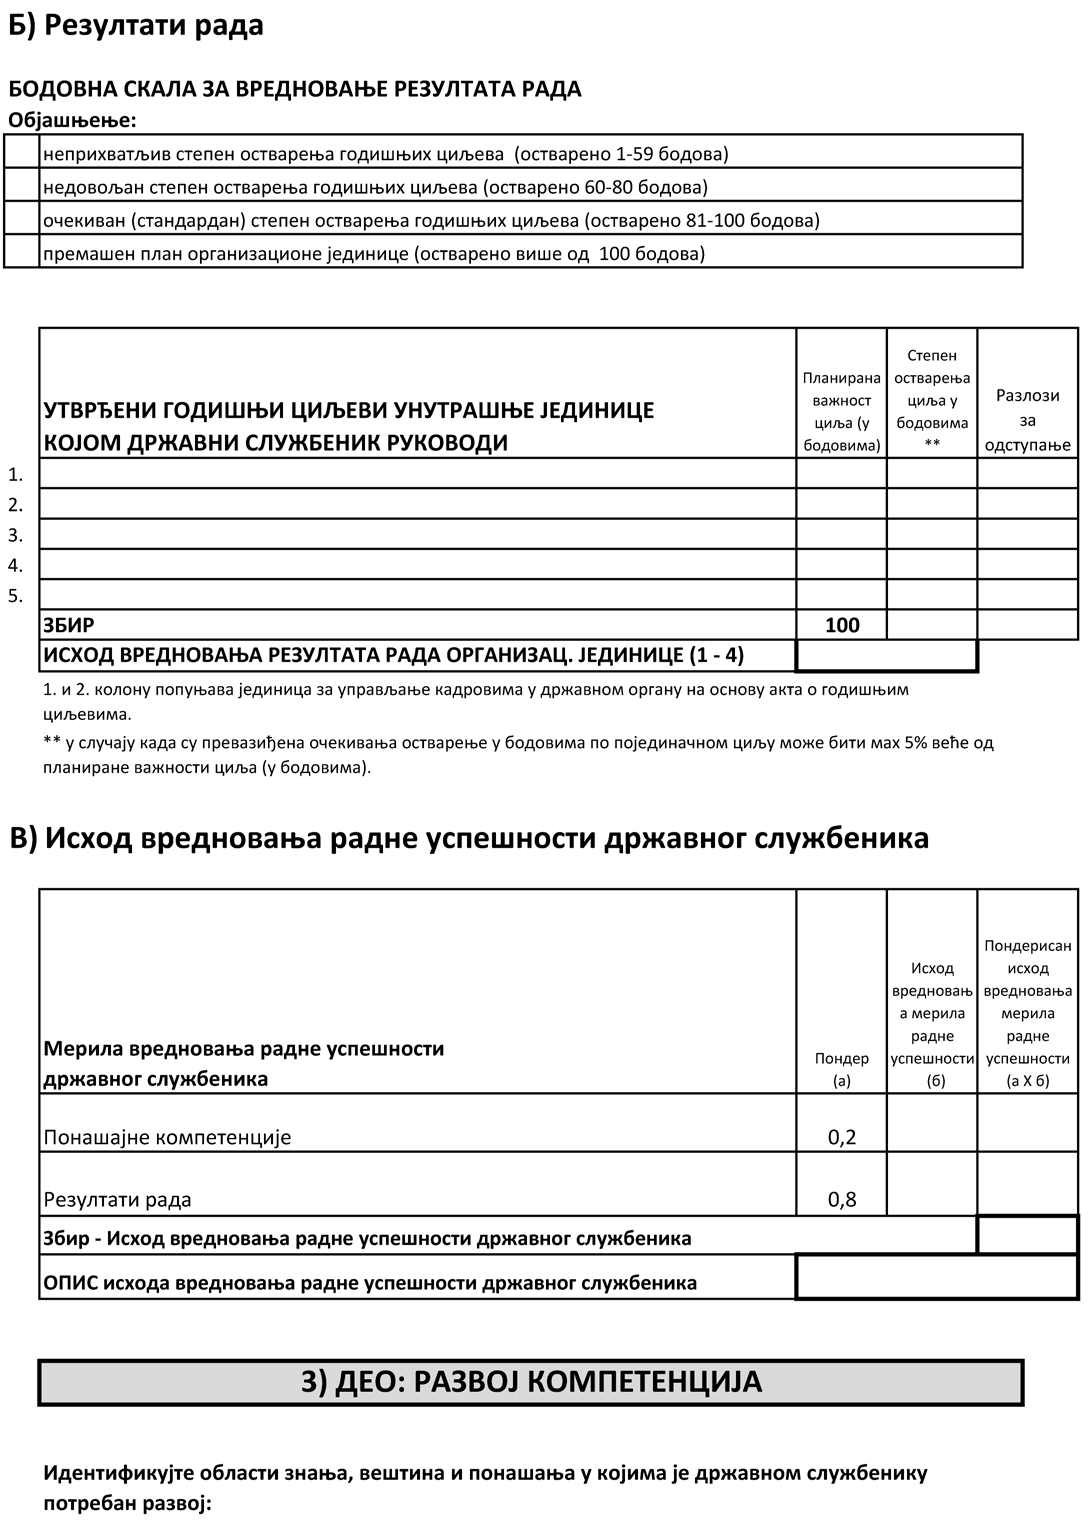 Б) Резултати рада
БОДОВНА СКАЛА ЗА ВРЕДНОВАЊЕ РЕЗУЛТАТА РАДА
Објашњење:
неприхватљив степен остварења годишњих циљева (остварено 1-59 бодова)
недовољан степен остварења годишњих циљева (остварено 60-80 бодова)
очекиван (стандардан) степен остварења годишњих циљева (остварено 81-100 бодова)
премашен план организационе јединице (остварено више од 100 бодова)
УТВРЂЕНИ ГОДИШЊИ ЦИЉЕВИ УНУТРАШЊЕ ЈЕДИНИЦЕ
КОЈОМ ДРЖАВНИ СЛУЖБЕНИК РУКОВОДИ
Планирана
важност
циља (у
бодовима)
Степен
остварења
циља у
бодовима
**
Разлози
за
одступање
1.
2.
3.
4.
5.
ЗБИР 100
ИСХОД ВРЕДНОВАЊА РЕЗУЛТАТА РАДА ОРГАНИЗАЦ. ЈЕДИНИЦЕ (1 - 4)
1. и 2. колону попуњава јединица за управљање кадровима у државном органу на основу акта о годишњим
циљевима.
** у случају када су превазиђена очекивања остварење у бодовима по појединачном циљу може бити мах 5% веће од
планиране важности циља (у бодовима).
В) Исход вредновања радне успешности државног службеника
Мерила вредновања радне успешности
државног службеника
Пондер
(а)
Исход
вредновањ
а мерила
радне
успешности
(б)
Пондерисан
исход
вредновања
мерила
радне
успешности
(а X б)
Понашајне компетенције 0,2
Резултати рада 0,8
Збир - Исход вредновања радне успешности државног службеника
ОПИС исхода вредновања радне успешности државног службеника
3) ДЕО: РАЗВОЈ КОМПЕТЕНЦИЈА
Идентификујте области знања, вештина и понашања у којима је државном службенику
потребан развој: